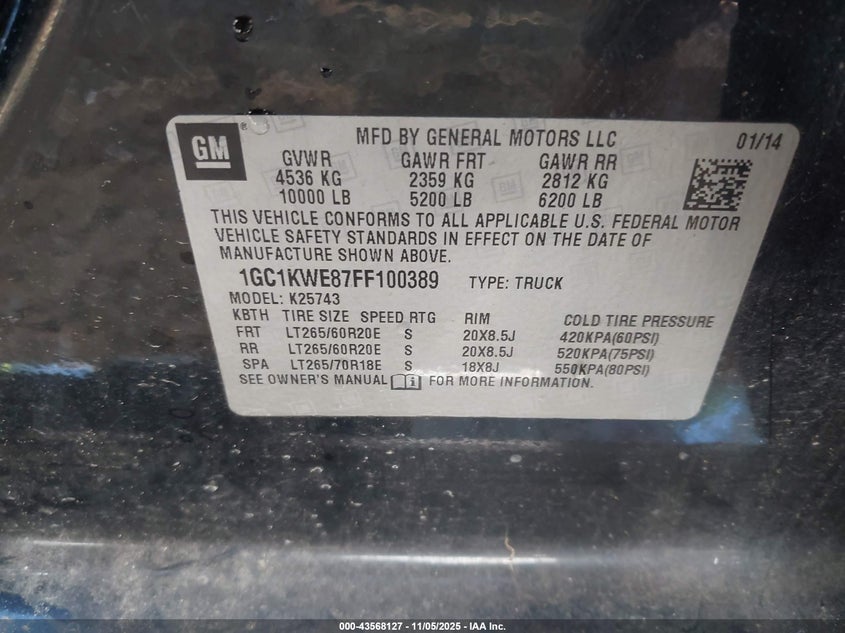 GM
®
MFD BY GENERAL MOTORS LLC 01/14
GVWR GAWR FRT GAWR RR
4536 KG 2359 KG 2812 KG
10000 LB 5200 LB 6200 LB
THIS VEHICLE CONFORMS TO ALL APPLICABLE U.S. FEDERAL MOTOR
VEHICLE SAFETY STANDARDS IN EFFECT ON THE DATE OF
MANUFACTURE SHOWN ABOVE.
1GC1KWE87FF100389 TYPE: TRUCK
MODEL: K25743
KBTH TIRE SIZE SPEED RTG RIM COLD TIRE PRESSURE
FRT LT265/60R20E S 20X8.5J 420KPA(60PSI)
RR LT265/60R20E S 20X8.5J 520KPA(75PSI)
SPA LT265/70R18E S 18X8J 550KPA(80PSI)
SEE OWNER'S MANUAL FOR MORE INFORMATION.
000-43568127 - 11/05/2025 - IAA Inc.